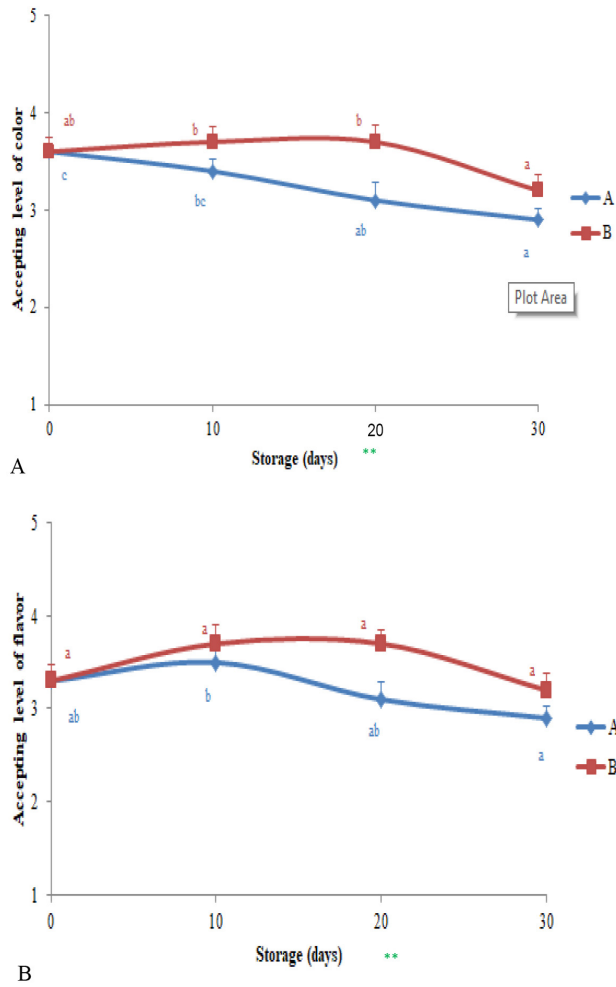 5
Accepting level of color
4
ab
b
b
a
3
c
bc
ab
a
A
B
Plot Area
2
1
0
10
20
30
Storage (days)
**
A
5
Accepting level of flavor
4
a
a
a
a
3
ab
b
ab
a
A
B
2
1
0
10
20
30
Storage (days)
**
B